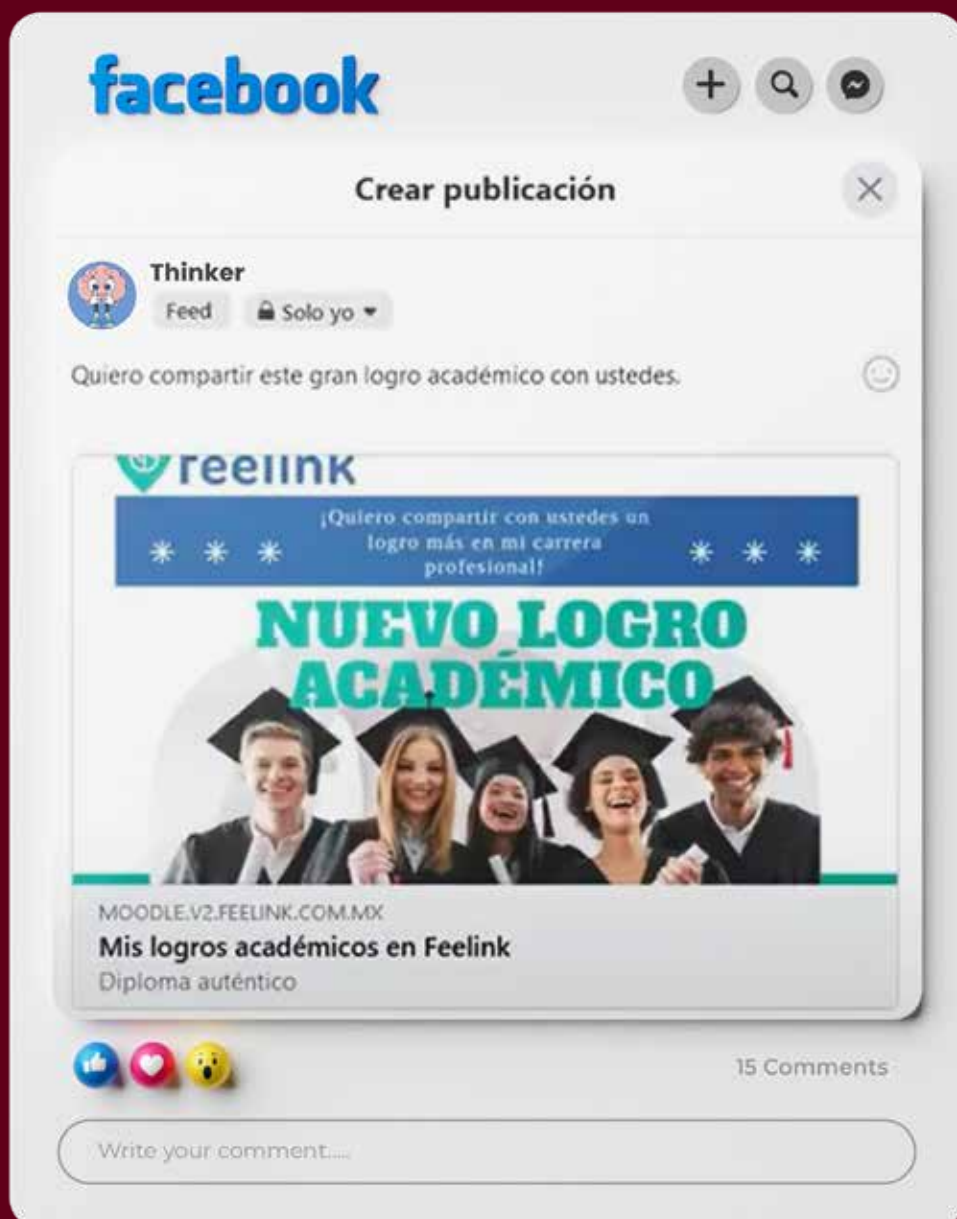 facebook
Crear publicación
Thinker
Feed
Solo yo
Quiero compartir este gran logro académico con ustedes.
feelink
¡Quiero compartir con ustedes un
logro más en mi carrera
profesional!
NUEVO LOGRO
ACADÉMICO
MOODLE.V2.FEELINK.COM.MX
Mis logros académicos en Feelink
Diploma auténtico
15 Comments
Write your comment.....